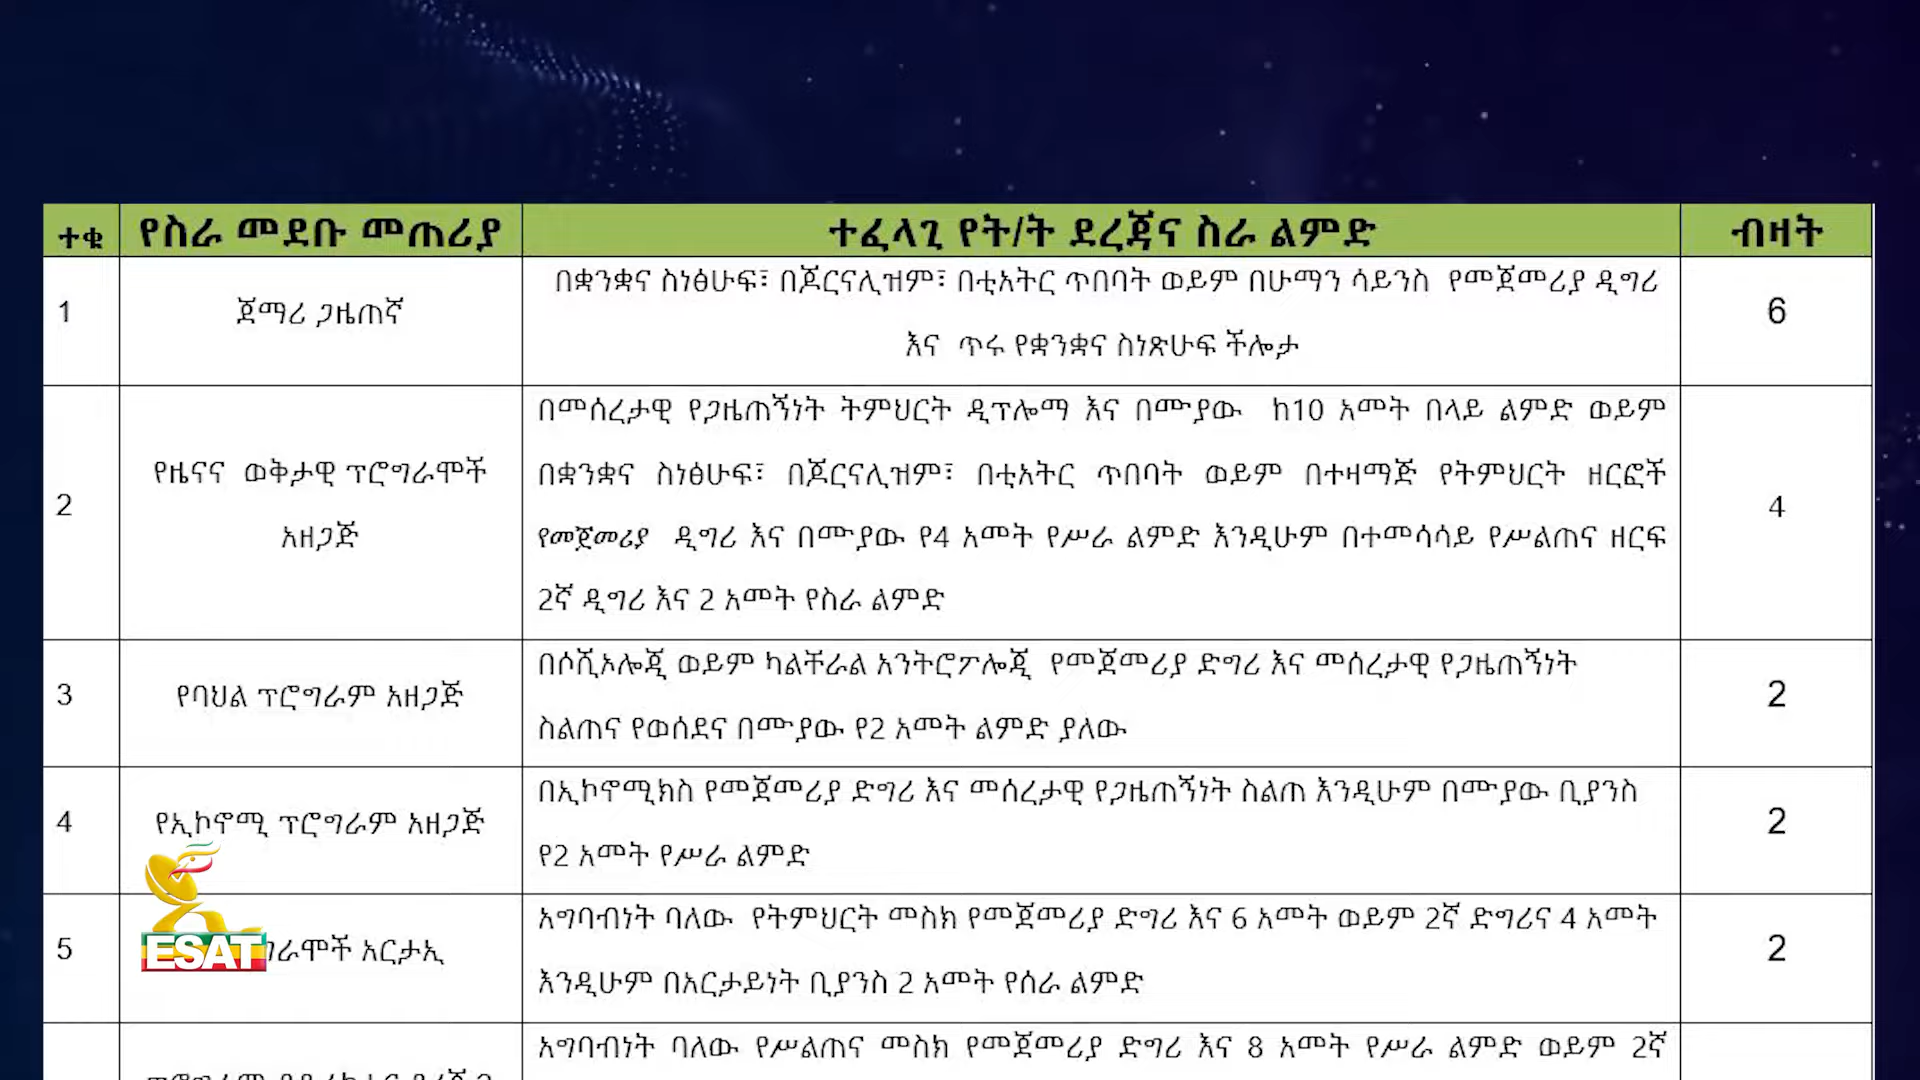 ተቁ የስራ መደቡ መጠሪያ ተፈላጊ የት/ት ደረጃና ስራ ልምድ ብዛት
1 ጀማሪ ጋዜጠኛ 6
በቋንቋና ስነፅሁፍ፣ በጆርናሊዝም፣ በቲአትር ጥበባት ወይም በሁማን ሳይንስ የመጀመሪያ ዲግሪ
እና ጥሩ የቋንቋና ስነጽሁፍ ችሎታ
2 የዜናና ወቅታዊ ፕሮግራሞች
አዘጋጅ
በመሰረታዊ የጋዜጠኝነት ትምህርት ዲፕሎማ እና በሙያው ከ10 አመት በላይ ልምድ ወይም
በቋንቋና ስነፅሁፍ፣ በጆርናሊዝም፣ በቲአትር ጥበባት ወይም በተዛማጅ የትምህርት ዘርፎች
የመጀመሪያ ዲግሪ እና በሙያው የ4 አመት የሥራ ልምድ እንዲሁም በተመሳሳይ የሥልጠና ዘርፍ
2ኛ ዲግሪ እና 2 አመት የስራ ልምድ
4
3 የባህል ፕሮግራም አዘጋጅ
በሶሺኦሎጂ ወይም ካልቸራል አንትሮፖሎጂ የመጀመሪያ ድግሪ እና መሰረታዊ የጋዜጠኝነት
ስልጠና የወሰደና በሙያው የ2 አመት ልምድ ያለው
2
4 የኢኮኖሚ ፕሮግራም አዘጋጅ
በኢኮኖሚክስ የመጀመሪያ ድግሪ እና መሰረታዊ የጋዜጠኝነት ስልጠ እንዲሁም በሙያው ቢያንስ
የ2 አመት የሥራ ልምድ
2
5 ገራሞች አርታኢ
አግባብነት ባለው የትምህርት መስክ የመጀመሪያ ድግሪ እና 6 አመት ወይም 2ኛ ድግሪና 4 አመት
እንዲሁም በአርታይነት ቢያንስ 2 አመት የሰራ ልምድ
2
አግባብነት ባለው የሥልጠና መስክ የመጀመሪያ ድግሪ እና 8 አመት የሥራ ልምድ ወይም 2ኛ
ESAT